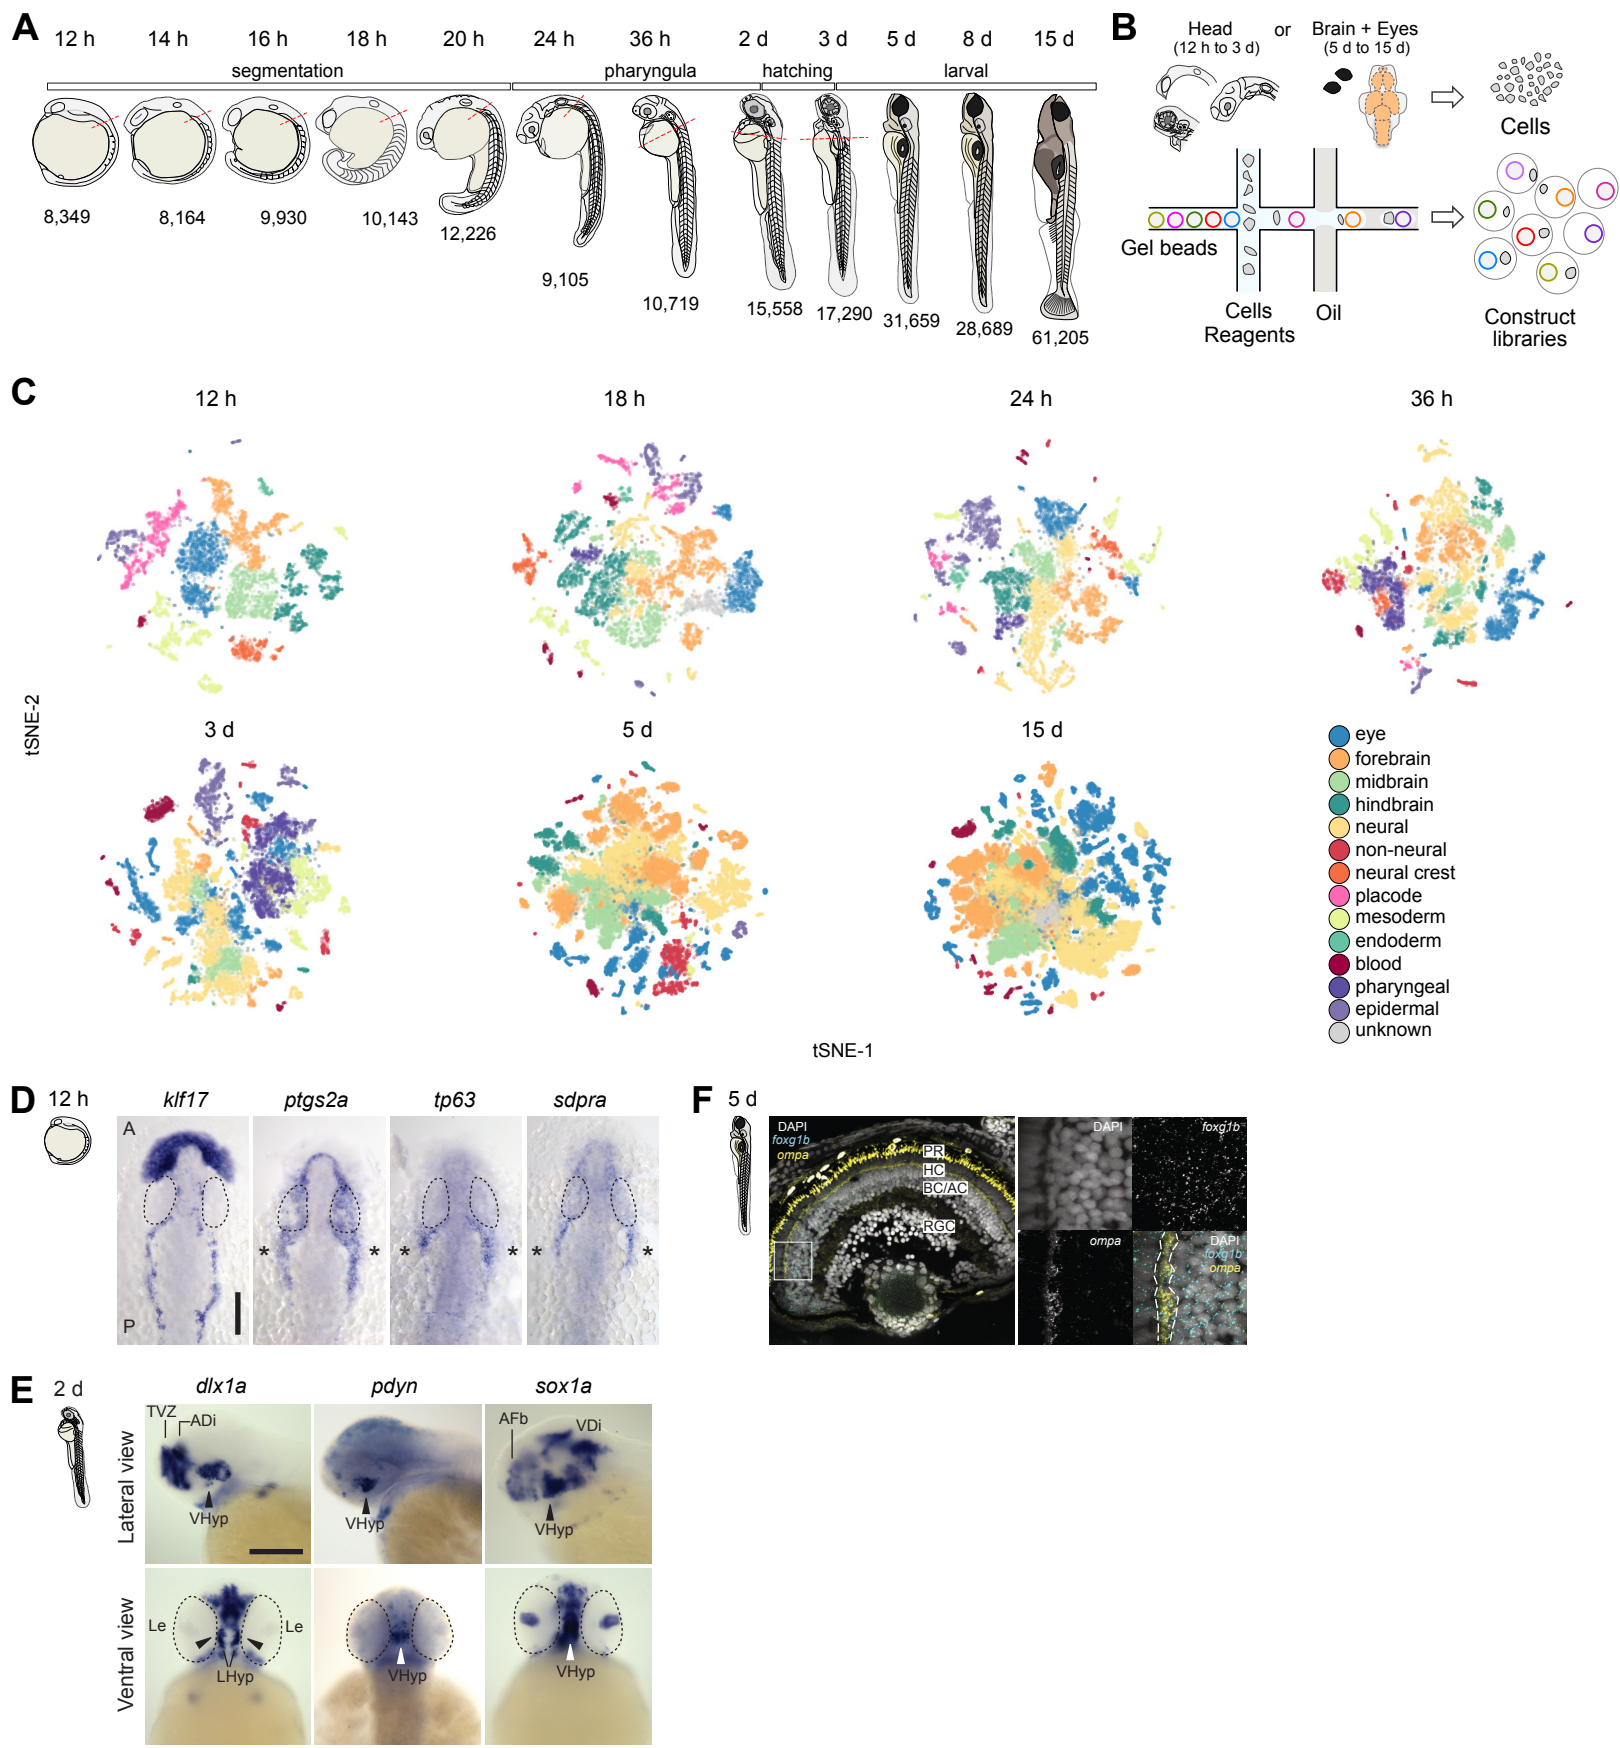 A
12 h 14 h 16 h 18 h 20 h 24 h 36 h 2 d 3 d 5 d 8 d 15 d
segmentation pharyngula hatching larval
8,349 8,164 9,930 10,143 12,226 9,105 10,719 15,558 17,290 31,659 28,689 61,205
B
Head or Brain + Eyes
(12 h to 3 d) (5 d to 15 d)
Cells
Gel beads
Cells
Reagents
Oil
Construct
libraries
C
12 h 18 h 24 h 36 h
3 d 5 d 15 d
tSNE-2
tSNE-1
eye
forebrain
midbrain
hindbrain
neural
non-neural
neural crest
placode
mesoderm
endoderm
blood
pharyngeal
epidermal
unknown
D
12 h
klf17 ptgs2a tp63 sdpra
A
* * * * * *
P
E
2 d
dlx1a pdyn sox1a
Lateral view
TVZ ADi
VHyp
VHyp
AFb VDi
VHyp
Ventral view
Le Le
LHyp
VHyp
VHyp
F
5 d
DAPI
foxg1b
ompa
PR
HC
BC/AC
RGC
DAPI
foxg1b
ompa
DAPI
foxg1b
ompa